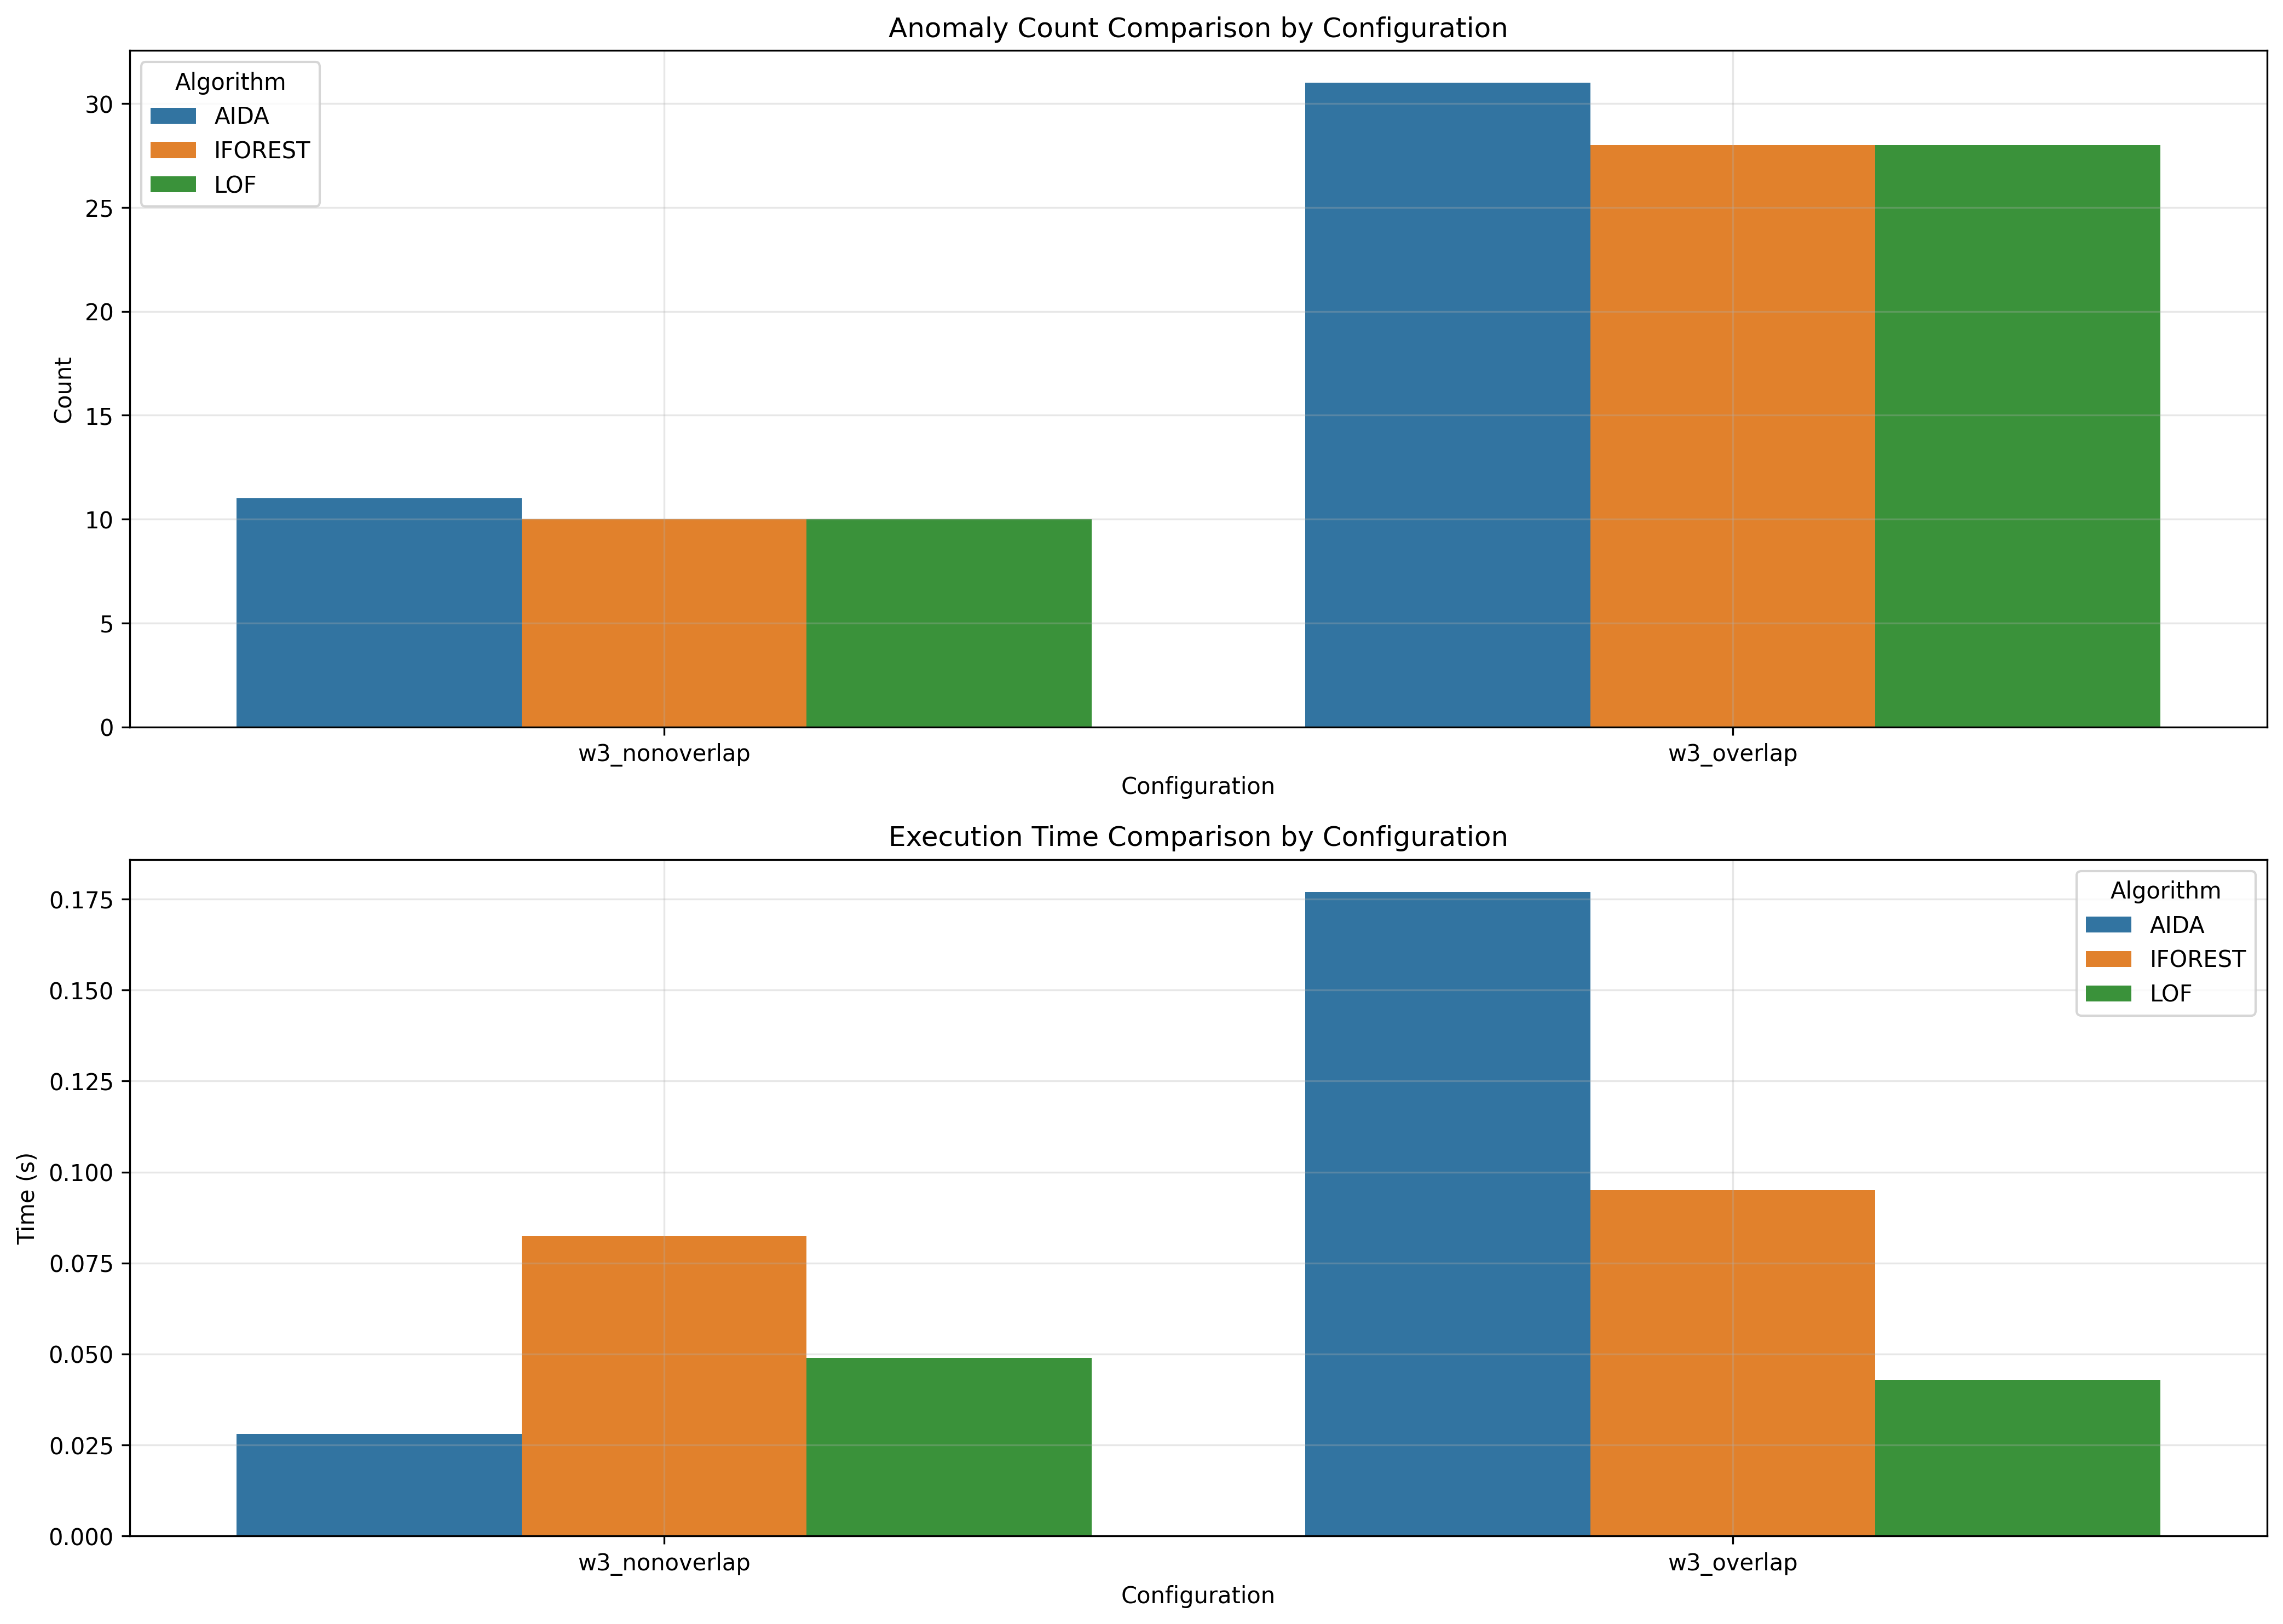 Anomaly Count Comparison by Configuration
Algorithm
AIDA
IFOREST
LOF
30
25
20
15
10
5
0
Count
w3_nonoverlap
w3_overlap
Configuration
Execution Time Comparison by Configuration
Algorithm
AIDA
IFOREST
LOF
0.175
0.150
0.125
0.100
0.075
0.050
0.025
0.000
Time (s)
w3_nonoverlap
w3_overlap
Configuration